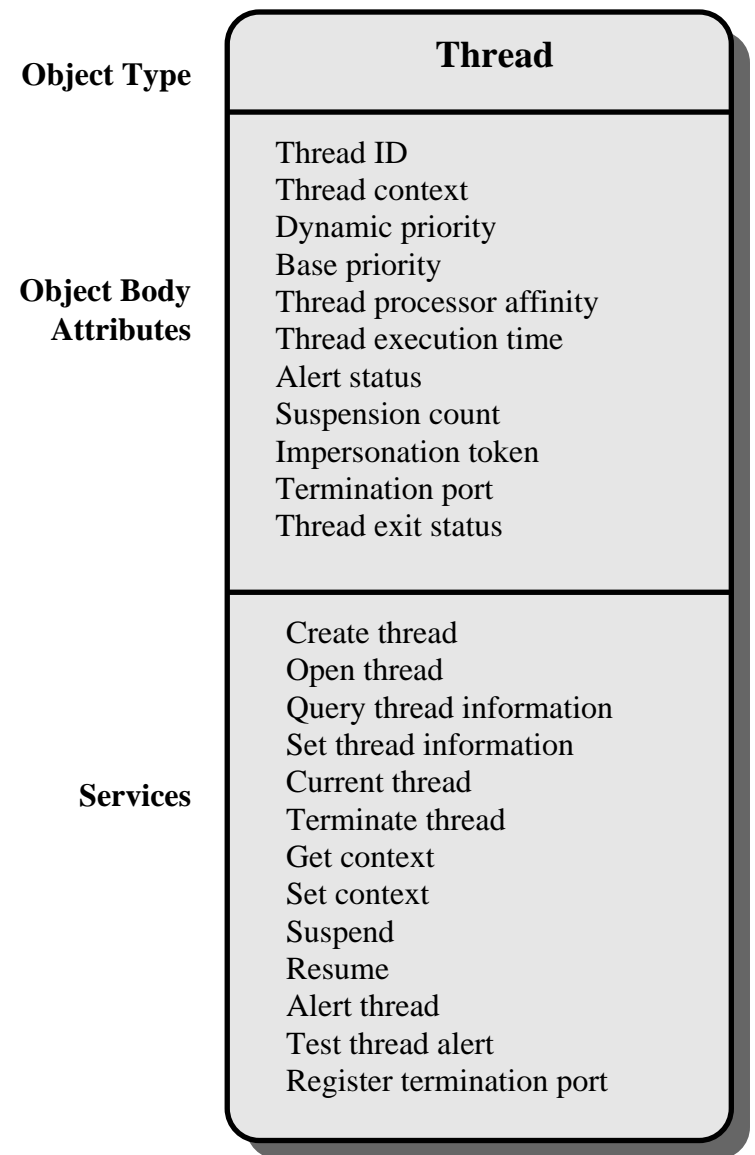 Object Type
Thread
Object Body
Attributes
Thread ID
Thread context
Dynamic priority
Base priority
Thread processor affinity
Thread execution time
Alert status
Suspension count
Impersonation token
Termination port
Thread exit status
Services
Create thread
Open thread
Query thread information
Set thread information
Current thread
Terminate thread
Get context
Set context
Suspend
Resume
Alert thread
Test thread alert
Register termination port